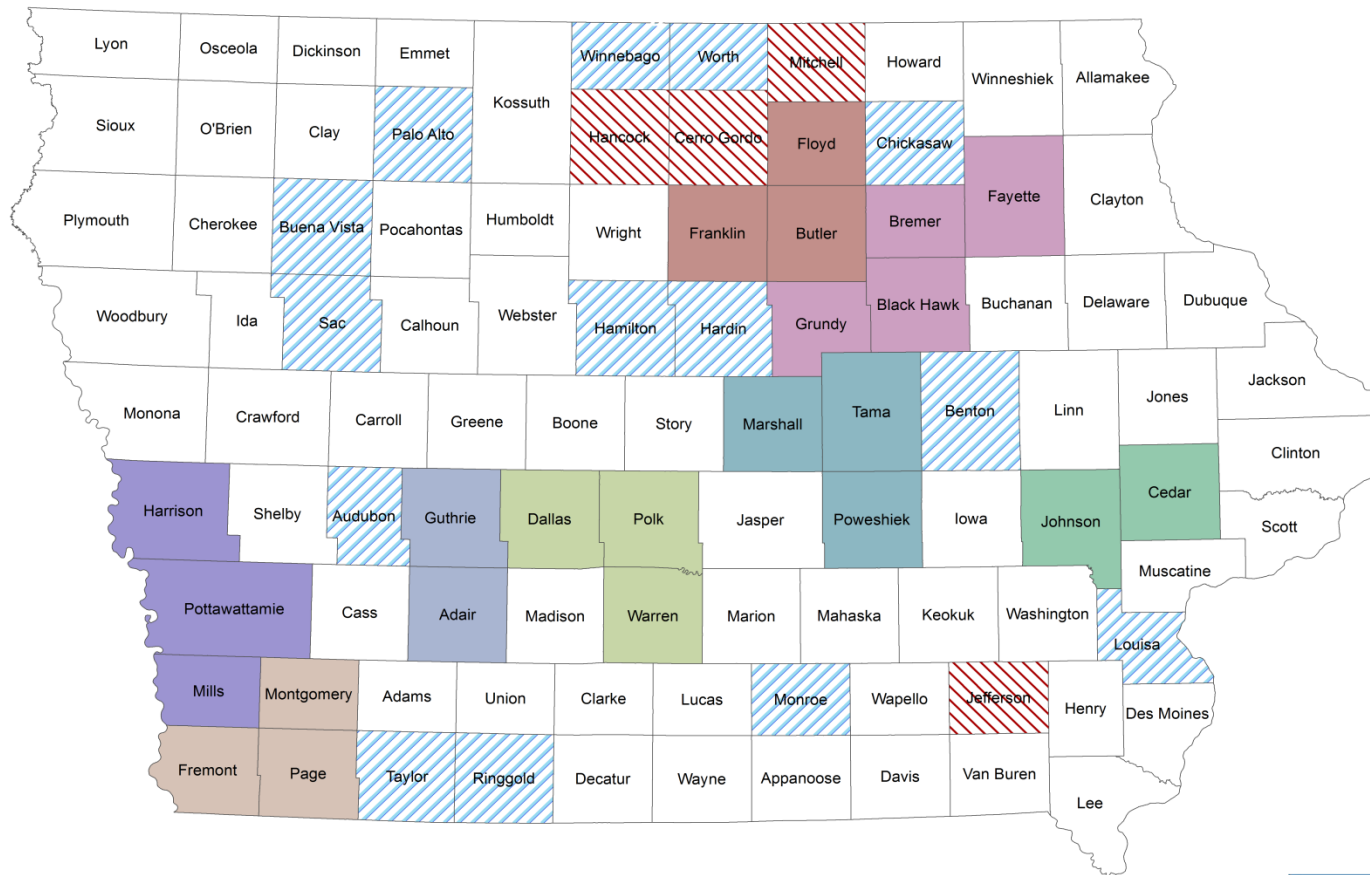 Lyon
Osceola
Dickinson
Emmet
Kossuth
Winnebago
Worth
Mitchell
Howard
Winneshiek
Allamakee
Sioux
O'Brien
Clay
Palo Alto
Hancock
Cerro Gordo
Floyd
Chickasaw
Fayette
Clayton
Plymouth
Cherokee
Buena Vista
Pocahontas
Humboldt
Wright
Franklin
Butler
Bremer
Woodbury
Ida
Sac
Calhoun
Webster
Hamilton
Hardin
Grundy
Black Hawk
Buchanan
Delaware
Dubuque
Monona
Crawford
Carroll
Greene
Boone
Story
Marshall
Tama
Benton
Linn
Jones
Jackson
Clinton
Harrison
Shelby
Audubon
Guthrie
Dallas
Polk
Jasper
Poweshiek
Iowa
Johnson
Cedar
Scott
Muscatine
Pottawattamie
Cass
Adair
Madison
Warren
Marion
Mahaska
Keokuk
Washington
Louisa
Mills
Montgomery
Adams
Union
Clarke
Lucas
Monroe
Wapello
Jefferson
Henry
Des Moines
Fremont
Page
Taylor
Ringgold
Decatur
Wayne
Appanoose
Davis
Van Buren
Lee